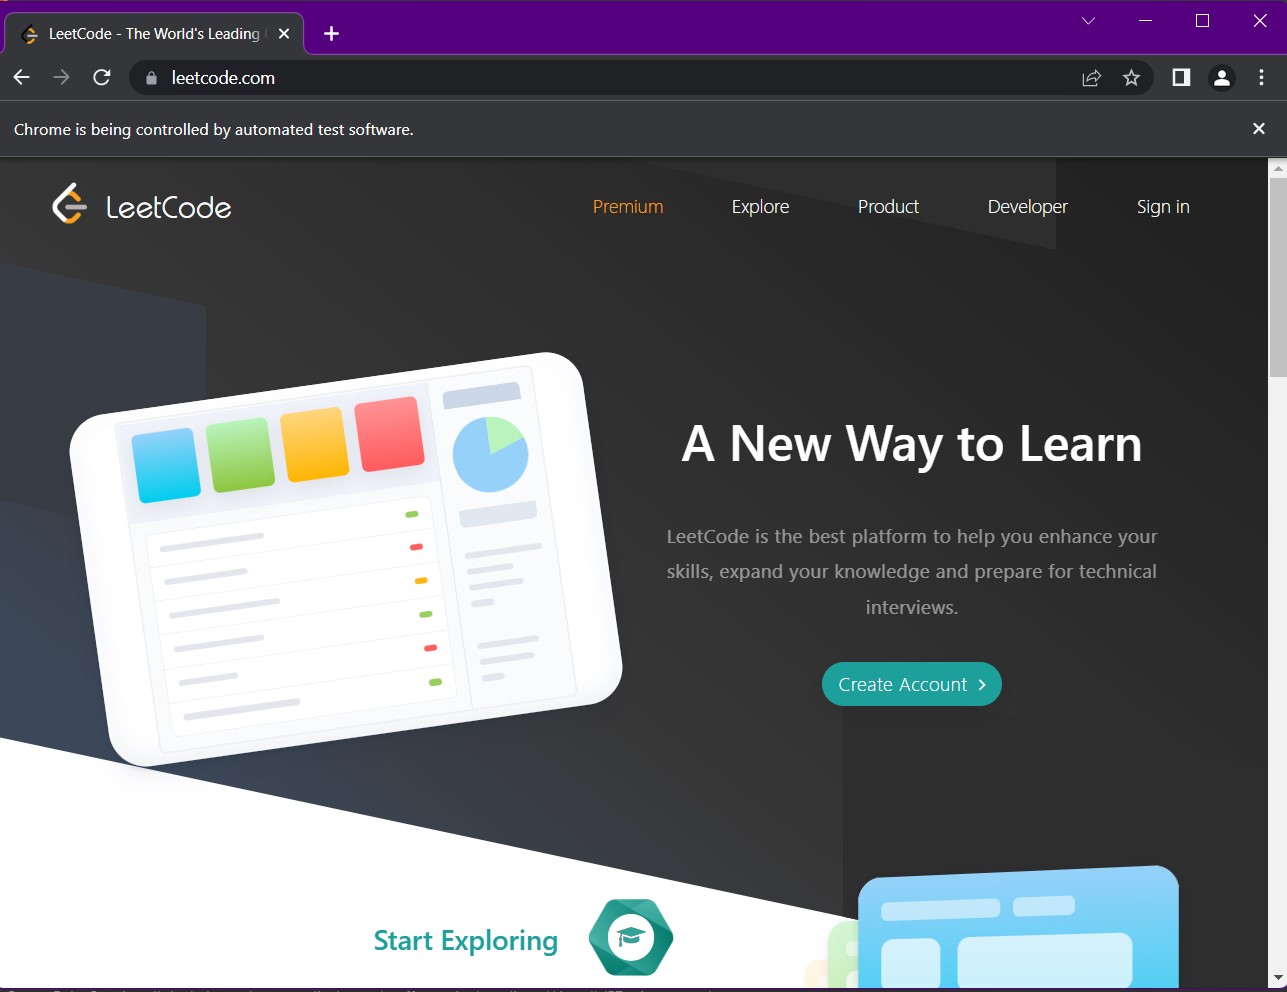 LeetCode - The World's Leading
leetcode.com
Chrome is being controlled by automated test software.
LeetCode
Premium
Explore
Product
Developer
Sign in
A New Way to Learn
LeetCode is the best platform to help you enhance your
skills, expand your knowledge and prepare for technical
interviews.
Create Account
Start Exploring